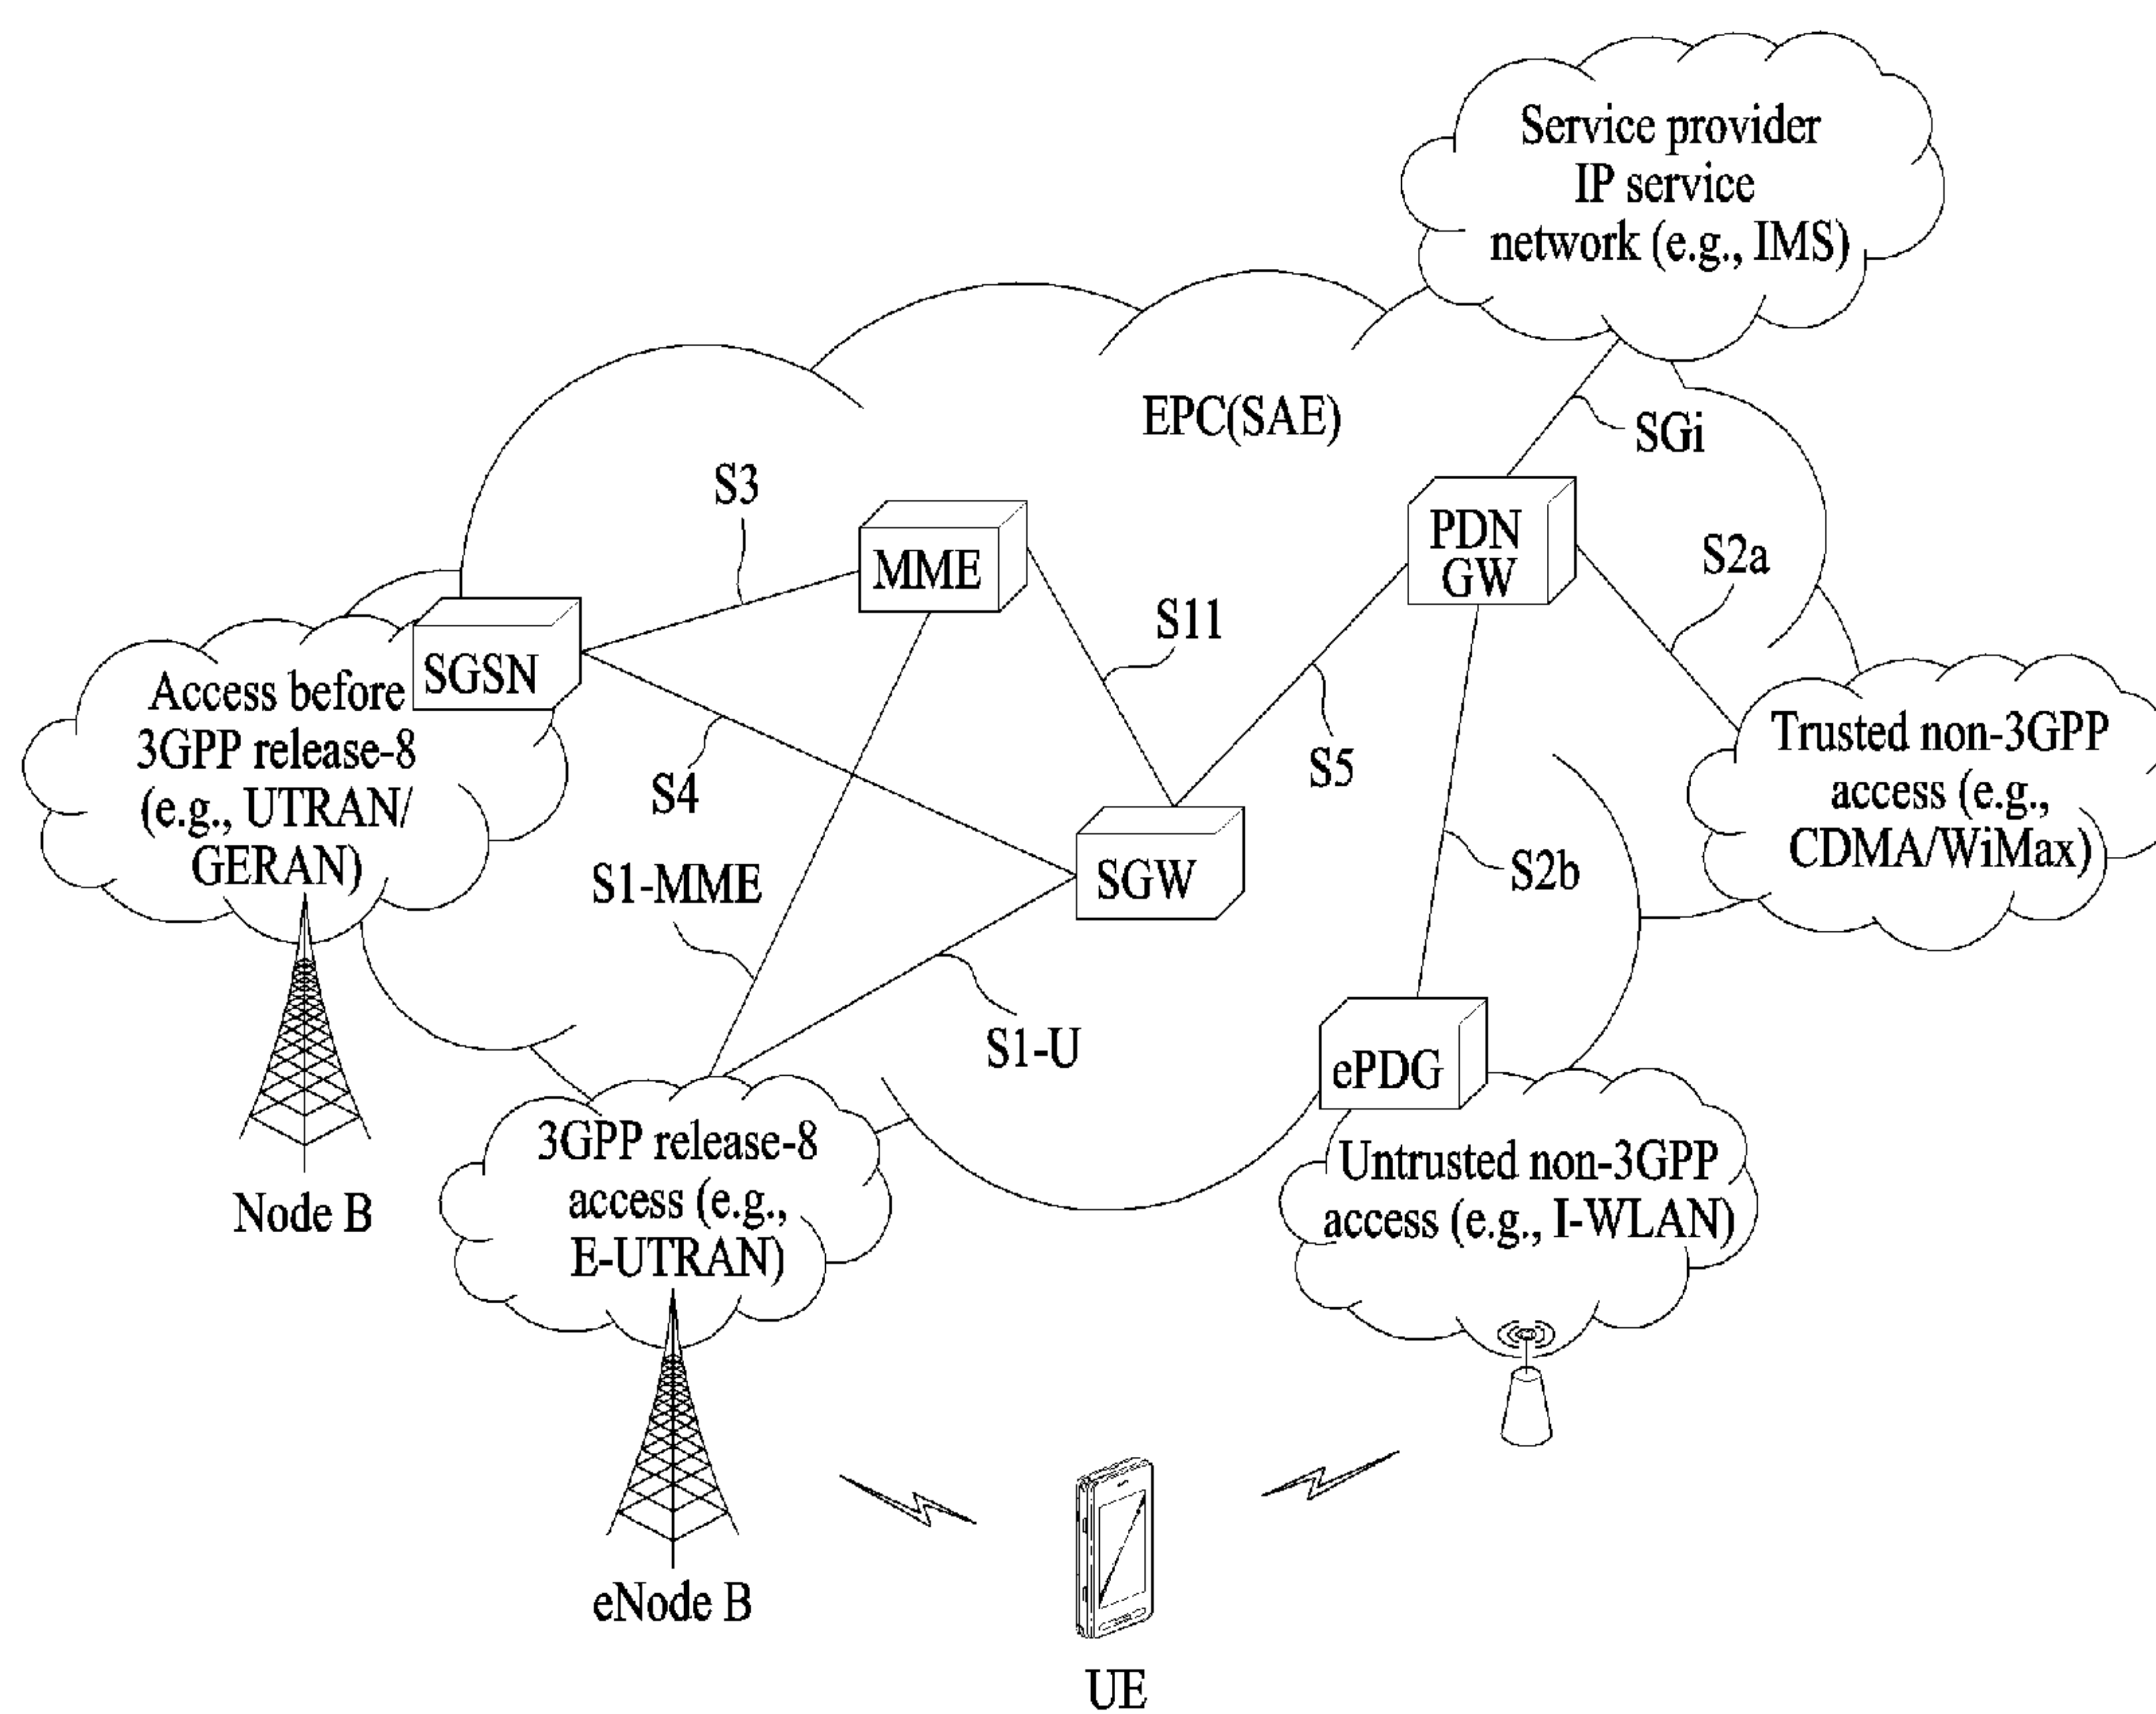 Service provider
IP service
network (e.g., IMS)
EPC(SAE)
SGi
S3
MME
PDN
GW
S2a
S11
SGSN
Access before
3GPP release-8
(e.g., UTRAN/
GERAN)
S4
S5
Trusted non-3GPP
access (e.g.,
CDMA/WiMax)
S1-MME
SGW
S2b
S1-U
ePDG
3GPP release-8
access (e.g.,
E-UTRAN)
Untrusted non-3GPP
access (e.g., I-WLAN)
Node B
eNode B
UE